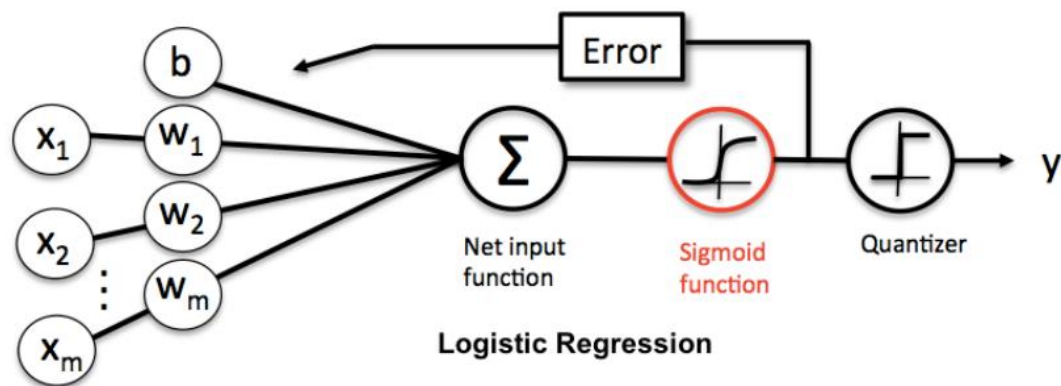 b
Error
x1
w1
Σ
y
x2
w2
Net input
function
Sigmoid
function
Quantizer
⋮
wm
xm
Logistic Regression